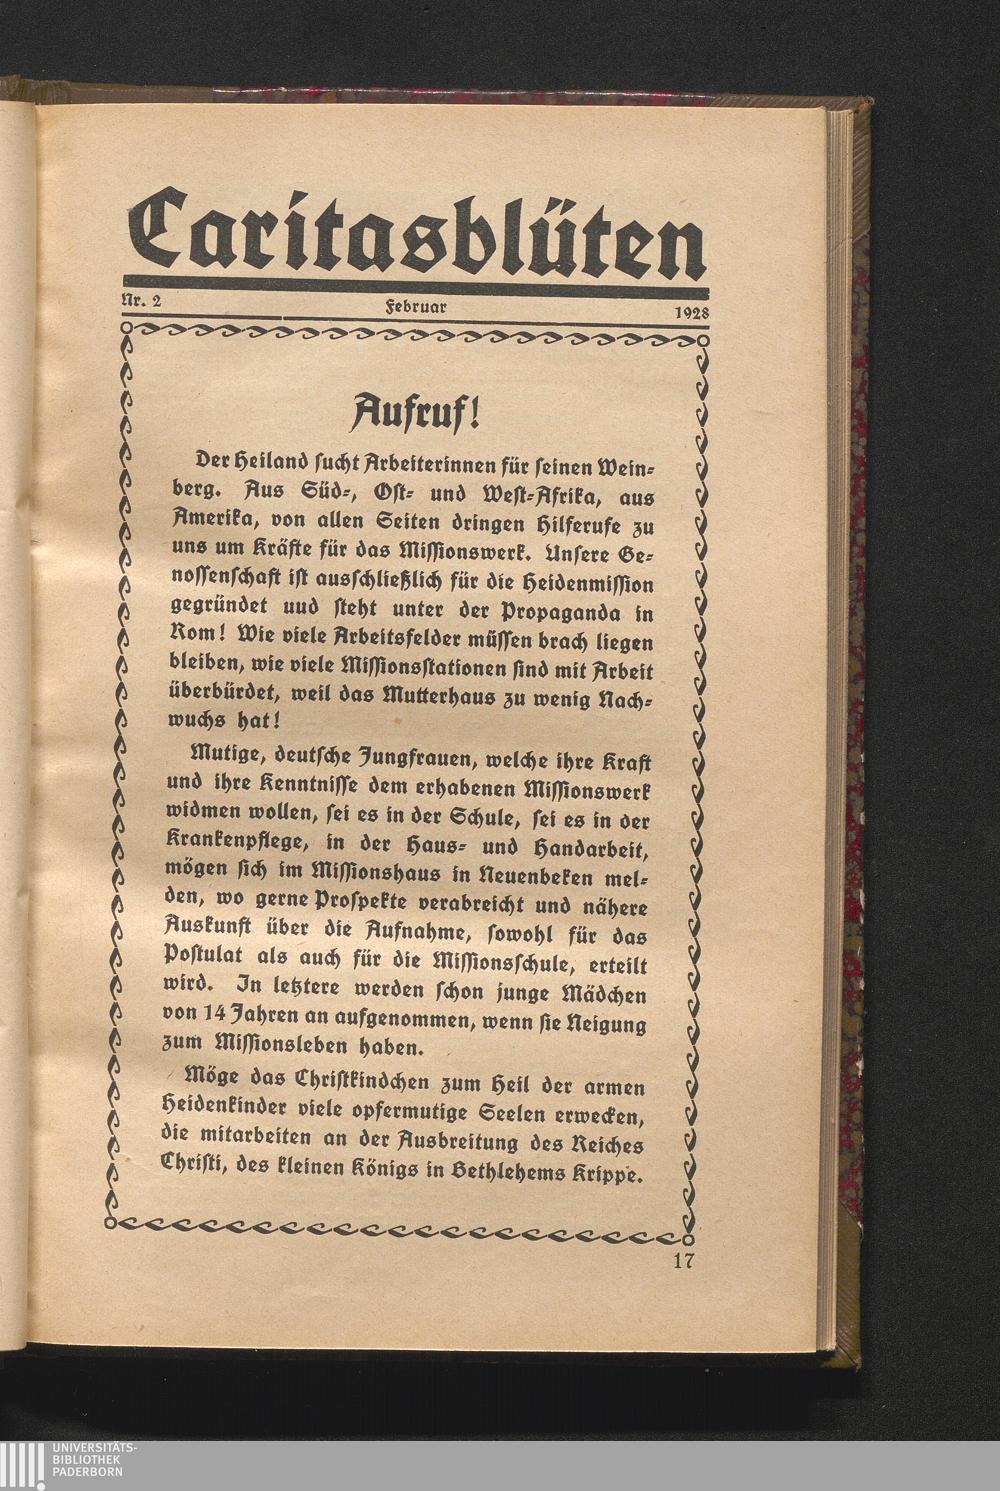 Caritasblüten
Nr. 2 Februar 1928
Aufruf!
Der Heiland sucht Arbeiterinnen für seinen Wein-
berg. Aus Süd-, Ost- und West-Afrika, aus
Amerika, von allen Seiten dringen Hilferufe zu
uns um Kräfte für das Missionswerk. Unsere Ge-
nossenschaft ist ausschließlich für die Heidenmission
gegründet uud steht unter der Propaganda in
Rom! Wie viele Arbeitsfelder müssen brach liegen
bleiben, wie viele Missionsstationen sind mit Arbeit
überbürdet, weil das Mutterhaus zu wenig Nach-
wuchs hat!
Mutige, deutsche Jungfrauen, welche ihre Kraft
und ihre Kenntnisse dem erhabenen Missionswerk
widmen wollen, sei es in der Schule, sei es in der
Krankenpflege, in der Haus- und Handarbeit,
mögen sich im Missionshaus in Neuenbeken mel-
den, wo gerne Prospekte verabreicht und nähere
Auskunft über die Aufnahme, sowohl für das
Postulat als auch für die Missionsschule, erteilt
wird. In letztere werden schon junge Mädchen
von 14 Jahren an aufgenommen, wenn sie Neigung
zum Missionsleben haben.
Möge das Christkindchen zum Heil der armen
Heidenkinder viele opfermutige Seelen erwecken,
die mitarbeiten an der Ausbreitung des Reiches
Christi, des kleinen Königs in Bethlehems Krippe.
17
UNIVERSITÄTS-
BIBLIOTHEK
PADERBORN